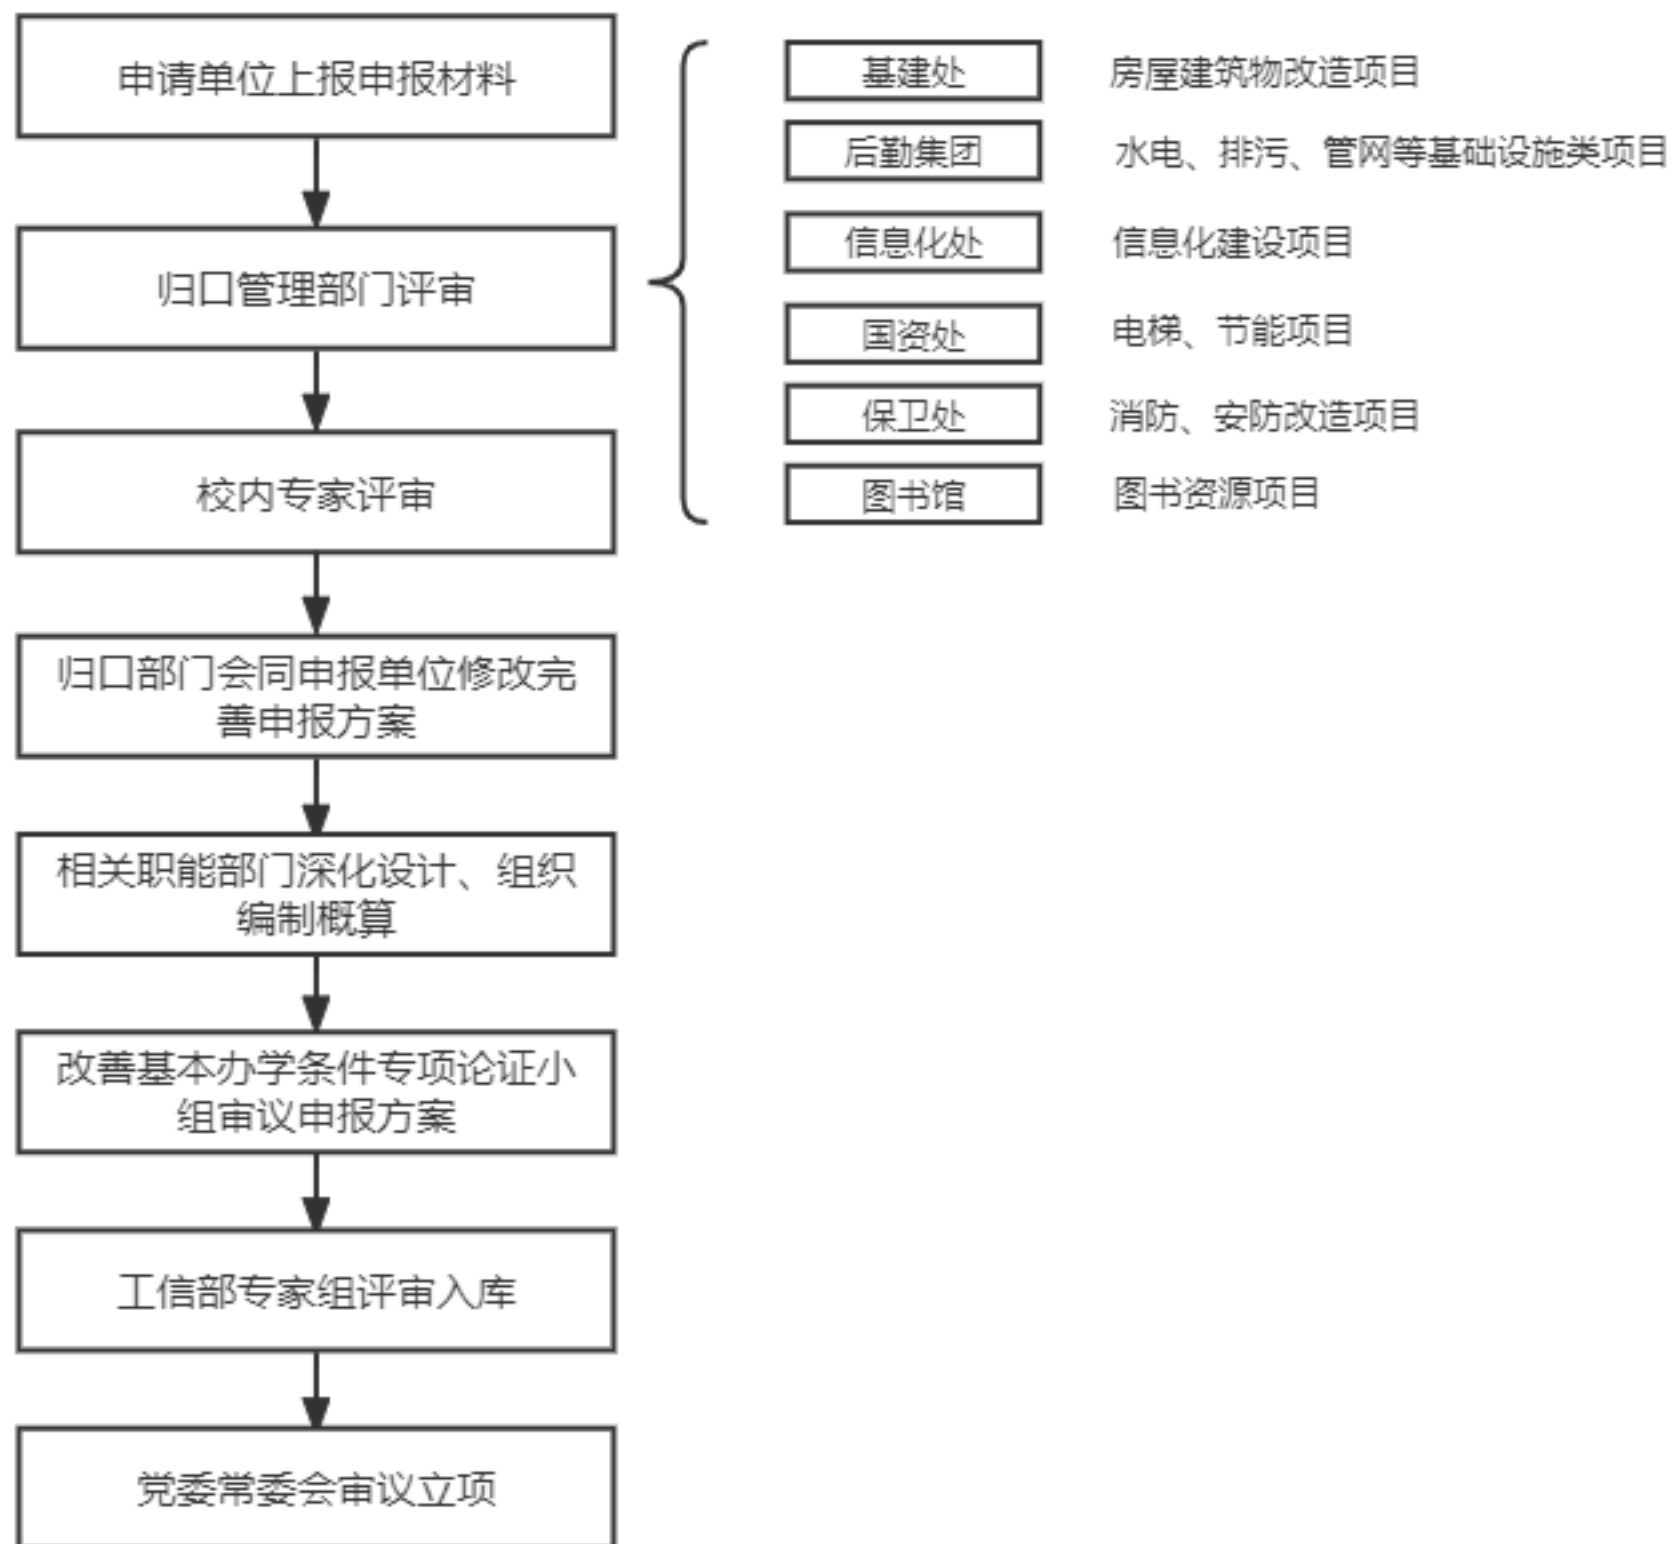 申请单位上报申报材料
归口管理部门评审
校内专家评审
归口部门会同申报单位修改完
善申报方案
相关职能部门深化设计、组织
编制概算
改善基本办学条件专项论证小
组审议申报方案
工信部专家组评审入库
党委常委会审议立项
基建处 房屋建筑物改造项目
后勤集团 水电、排污、管网等基础设施类项目
信息化处 信息化建设项目
国资处 电梯、节能项目
保卫处 消防、安防改造项目
图书馆 图书资源项目